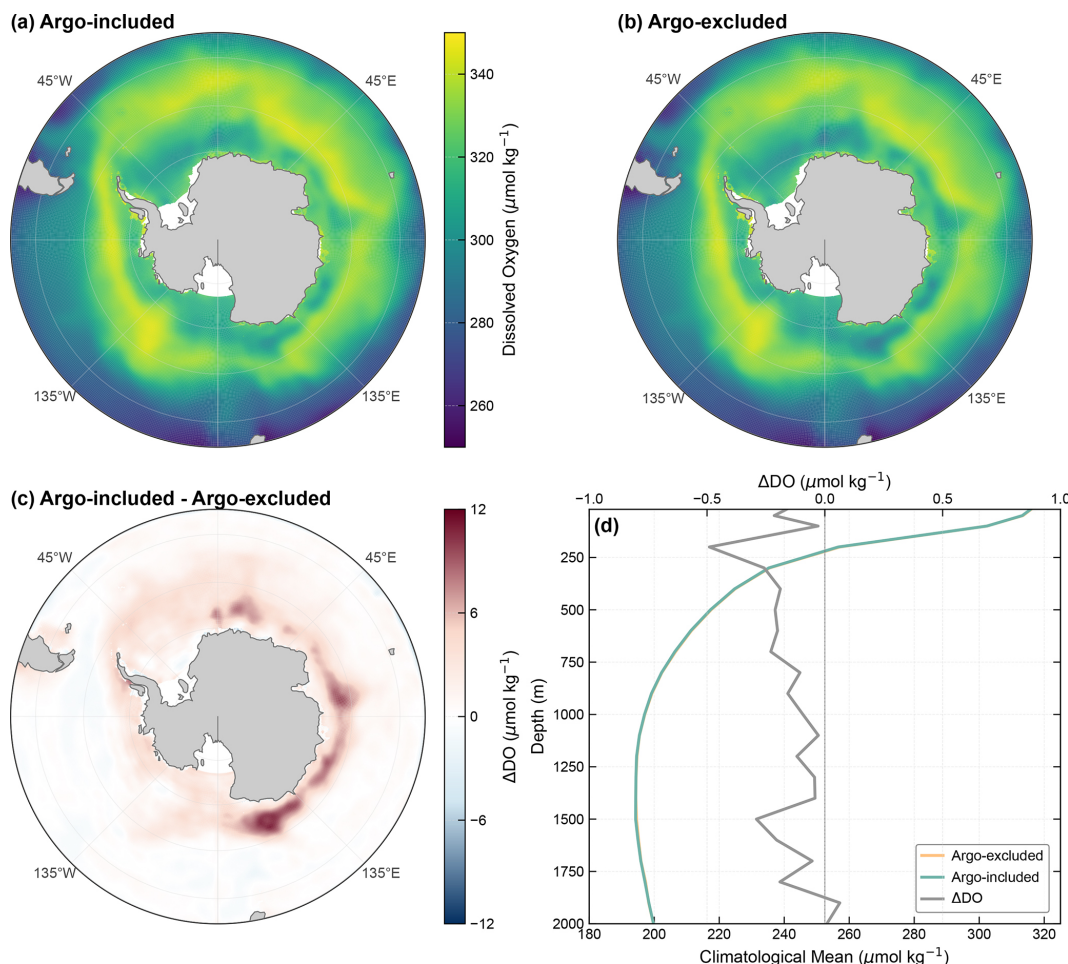 (a) Argo-included
45°W
45°E
135°W
135°E
340
320
300
280
260
Dissolved Oxygen (μmol kg⁻¹)
(b) Argo-excluded
45°W
45°E
135°W
135°E
(c) Argo-included - Argo-excluded
45°W
45°E
135°W
135°E
12
6
0
−6
−12
ΔDO (μmol kg⁻¹)
ΔDO (μmol kg⁻¹)
−1.0 −0.5 0.0 0.5 1.0
(d)
250
500
750
1000
1250
1500
1750
2000
Depth (m)
Argo-excluded
Argo-included
ΔDO
180 200 220 240 260 280 300 320
Climatological Mean (μmol kg⁻¹)